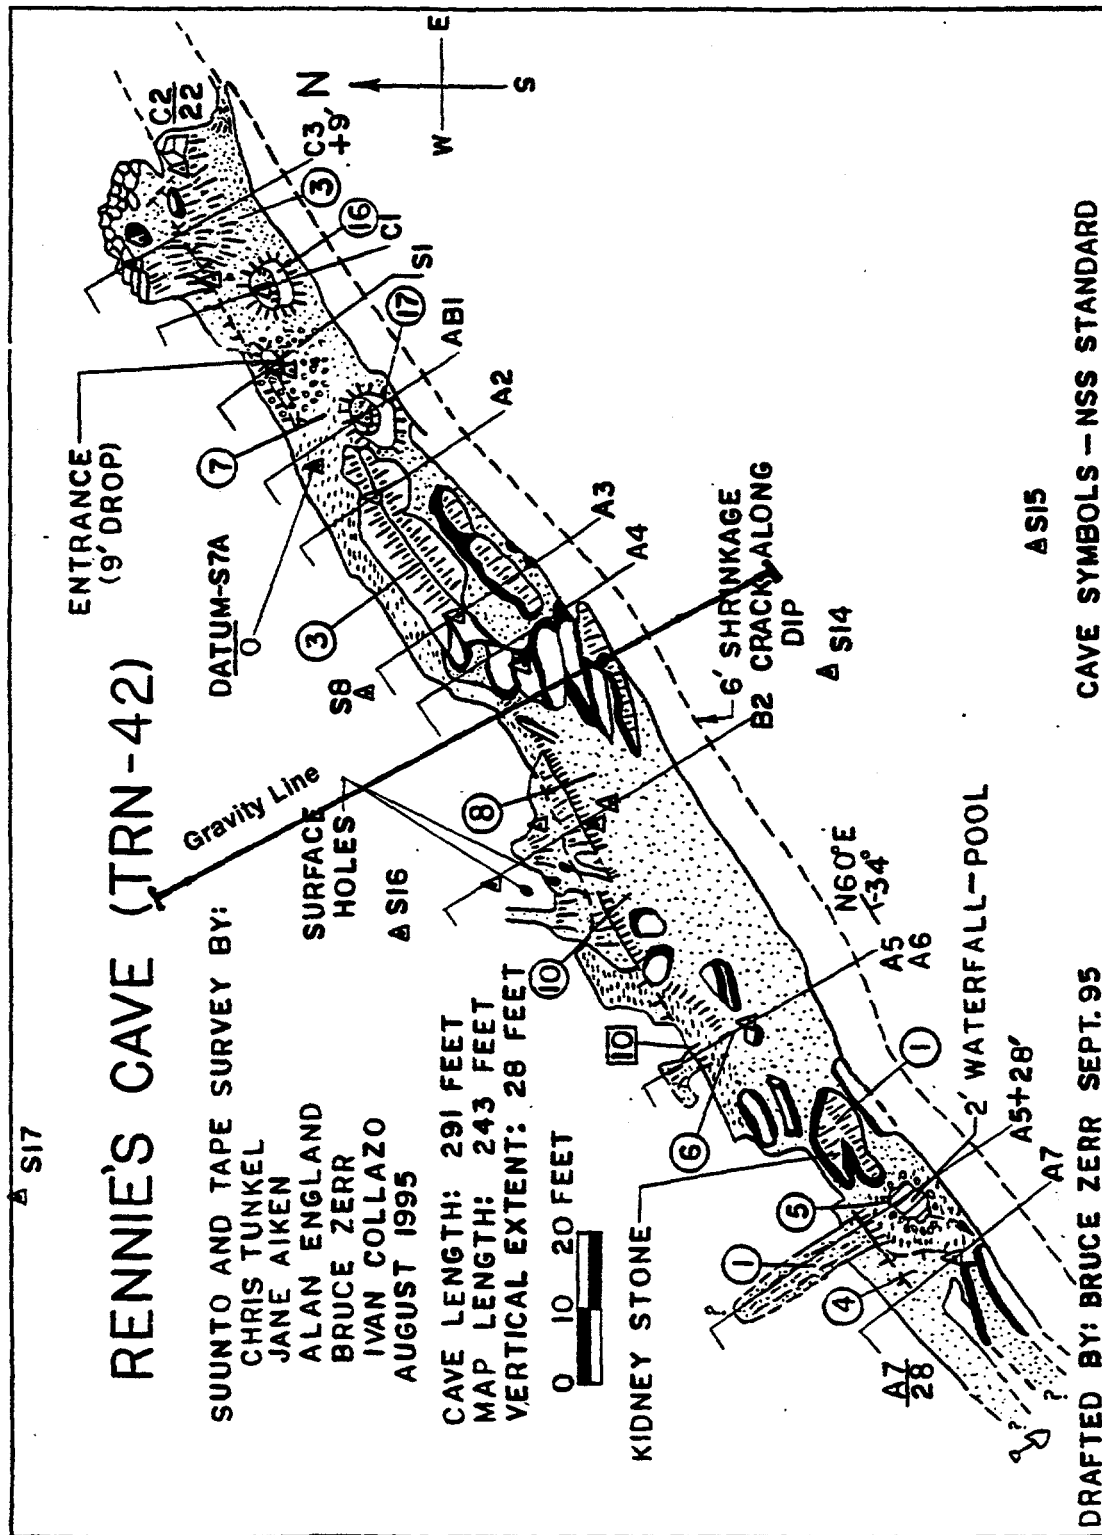 RENNIE'S CAVE (TRN-42)
S17
SUUNTO AND TAPE SURVEY BY:
CHRIS TUNKEL
JANE AIKEN
ALAN ENGLAND
BRUCE ZERR
IVAN COLLAZO
AUGUST 1995
CAVE LENGTH: 291 FEET
MAP LENGTH: 243 FEET
VERTICAL EXTENT: 28 FEET
0 10 20 FEET
KIDNEY STONE
ENTRANCE
(9' DROP)
DATUM-S7A
0
Gravity Line
SURFACE
HOLES
S16
S8
C2
22
N
E
W
S
C3
+9'
3
16
C1
S1
17
AB1
7
A2
3
A3
A4
8
6' SHRINKAGE
B2 CRACK ALONG
DIP
S14
S15
10
10
N60°E
-34°
A5
A6
6
1
2' WATERFALL-POOL
A5+28'
A7
5
1
4
A7
28
?
?
?
DRAFTED BY: BRUCE ZERR SEPT. 95
CAVE SYMBOLS-NSS STANDARD